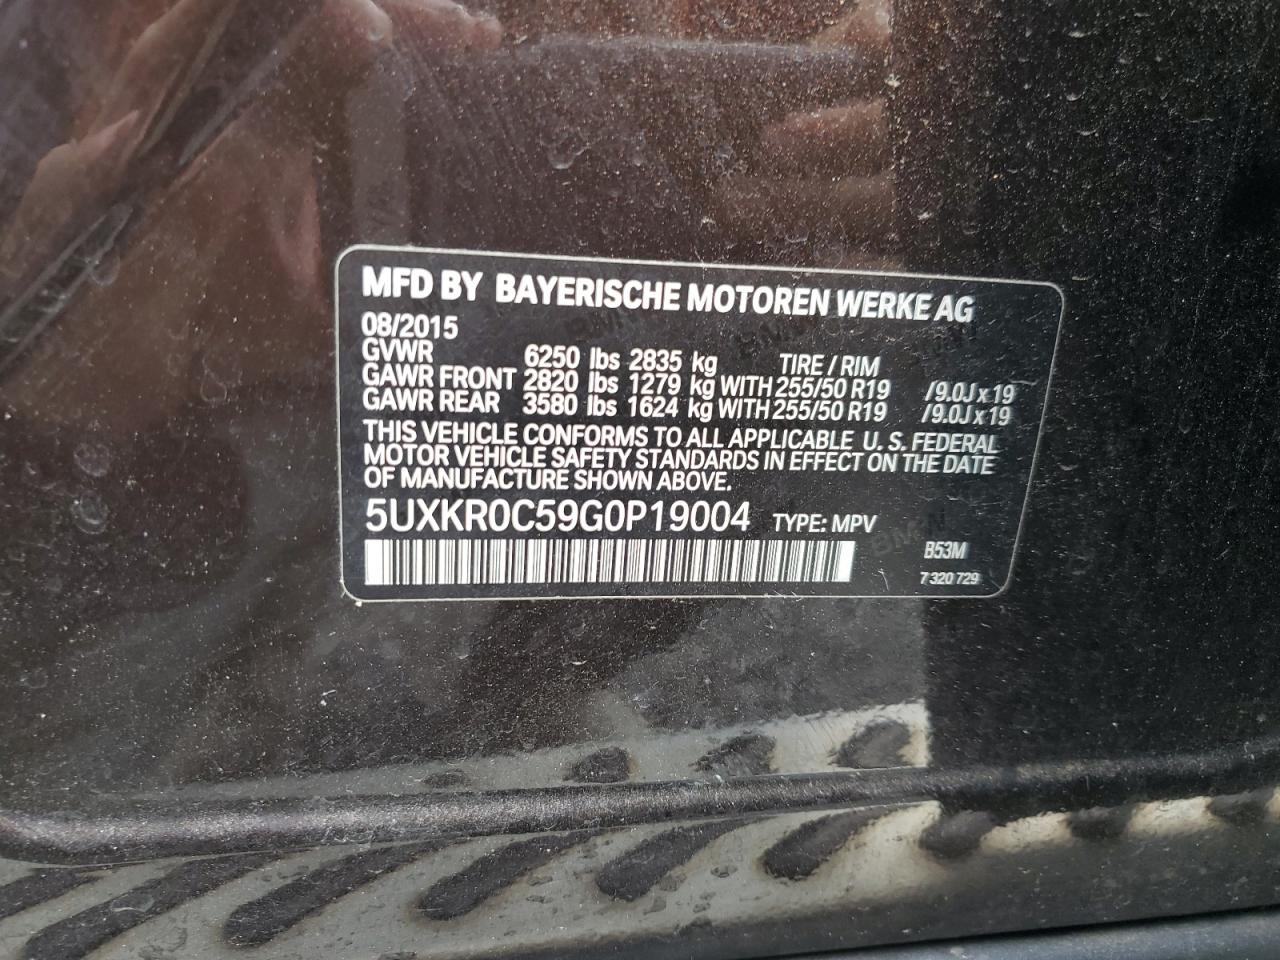 MFD BY BAYERISCHE MOTOREN WERKE AG
08/2015
GVWR 6250 lbs 2835 kg TIRE / RIM
GAWR FRONT 2820 lbs 1279 kg WITH 255/50 R19 /9.0J x 19
GAWR REAR 3580 lbs 1624 kg WITH 255/50 R19 /9.0J x 19
THIS VEHICLE CONFORMS TO ALL APPLICABLE U.S. FEDERAL
MOTOR VEHICLE SAFETY STANDARDS IN EFFECT ON THE DATE
OF MANUFACTURE SHOWN ABOVE.
5UXKR0C59G0P19004 TYPE: MPV
B53M
7 320 729